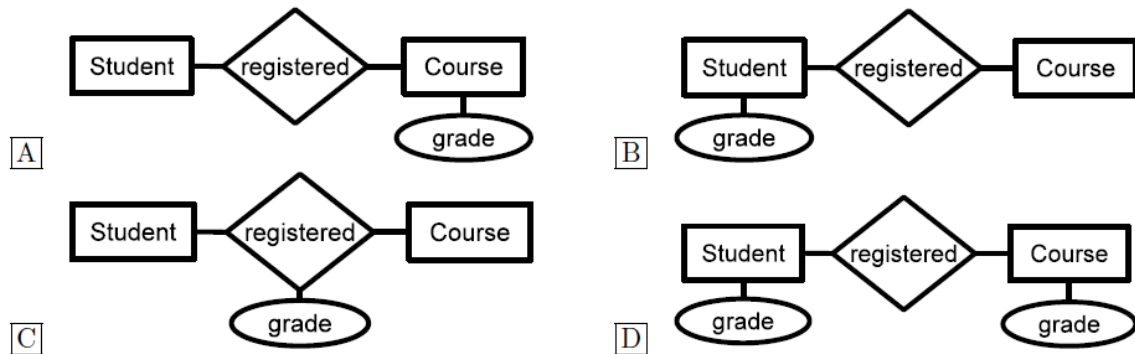 Student registered Course
grade
A
Student registered Course
grade
B
Student registered Course
grade
C
Student registered Course
grade grade
D